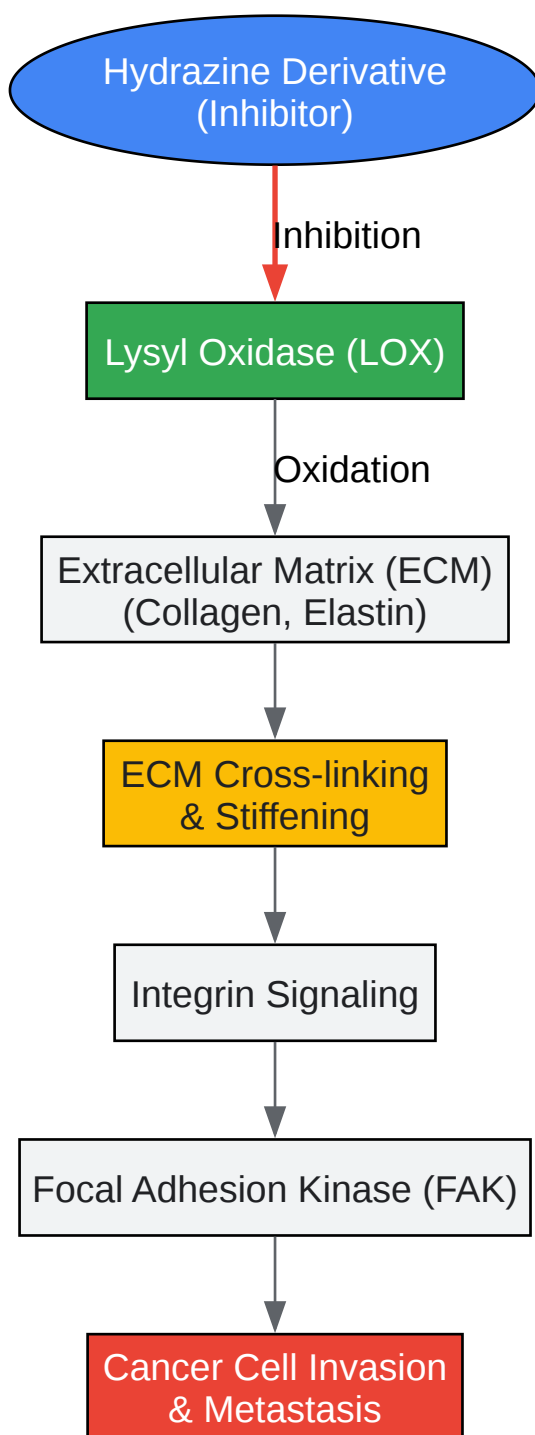 Hydrazine Derivative
(Inhibitor)
Inhibition
Lysyl Oxidase (LOX)
Oxidation
Extracellular Matrix (ECM)
(Collagen, Elastin)
ECM Cross-linking
& Stiffening
Integrin Signaling
Focal Adhesion Kinase (FAK)
Cancer Cell Invasion
& Metastasis